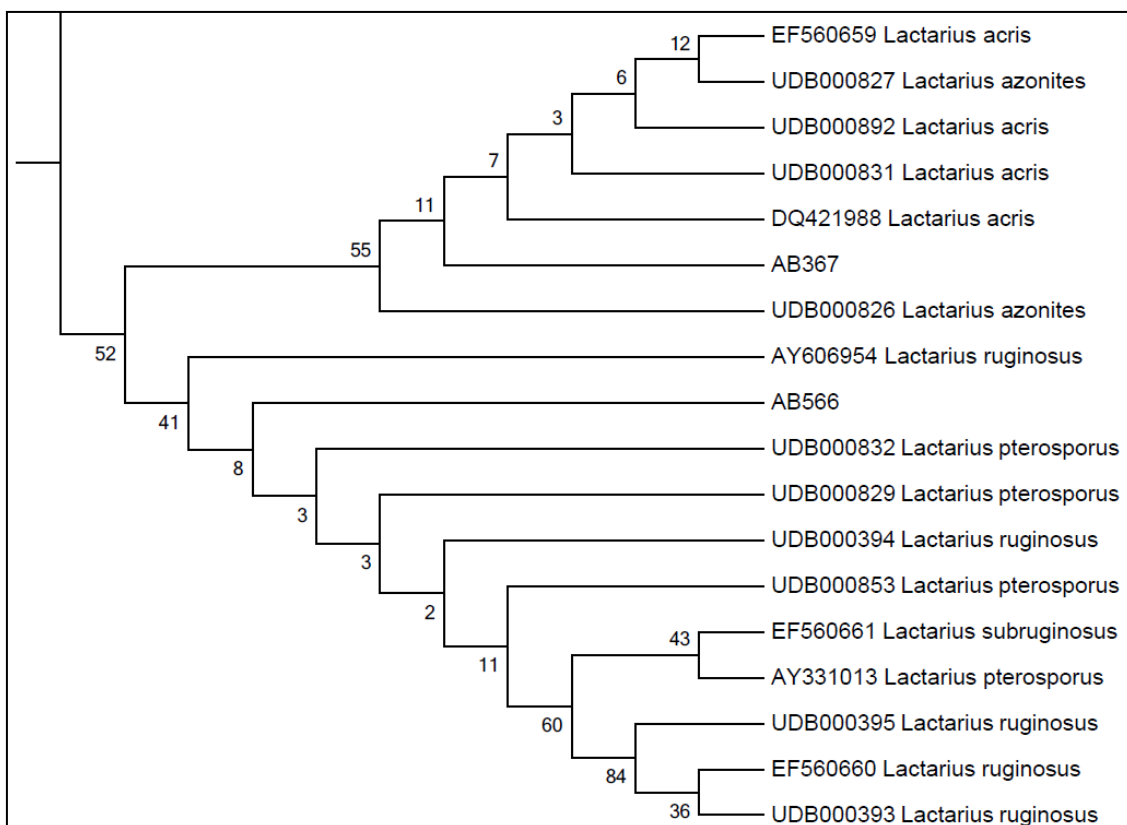 EF560659 Lactarius acris
12
UDB000827 Lactarius azonites
6
UDB000892 Lactarius acris
3
UDB000831 Lactarius acris
7
DQ421988 Lactarius acris
11
AB367
55
UDB000826 Lactarius azonites
52
AY606954 Lactarius ruginosus
41
AB566
8
UDB000832 Lactarius pterosporus
3
UDB000829 Lactarius pterosporus
3
UDB000394 Lactarius ruginosus
2
UDB000853 Lactarius pterosporus
11
EF560661 Lactarius subruginosus
43
AY331013 Lactarius pterosporus
60
UDB000395 Lactarius ruginosus
84
EF560660 Lactarius ruginosus
36
UDB000393 Lactarius ruginosus